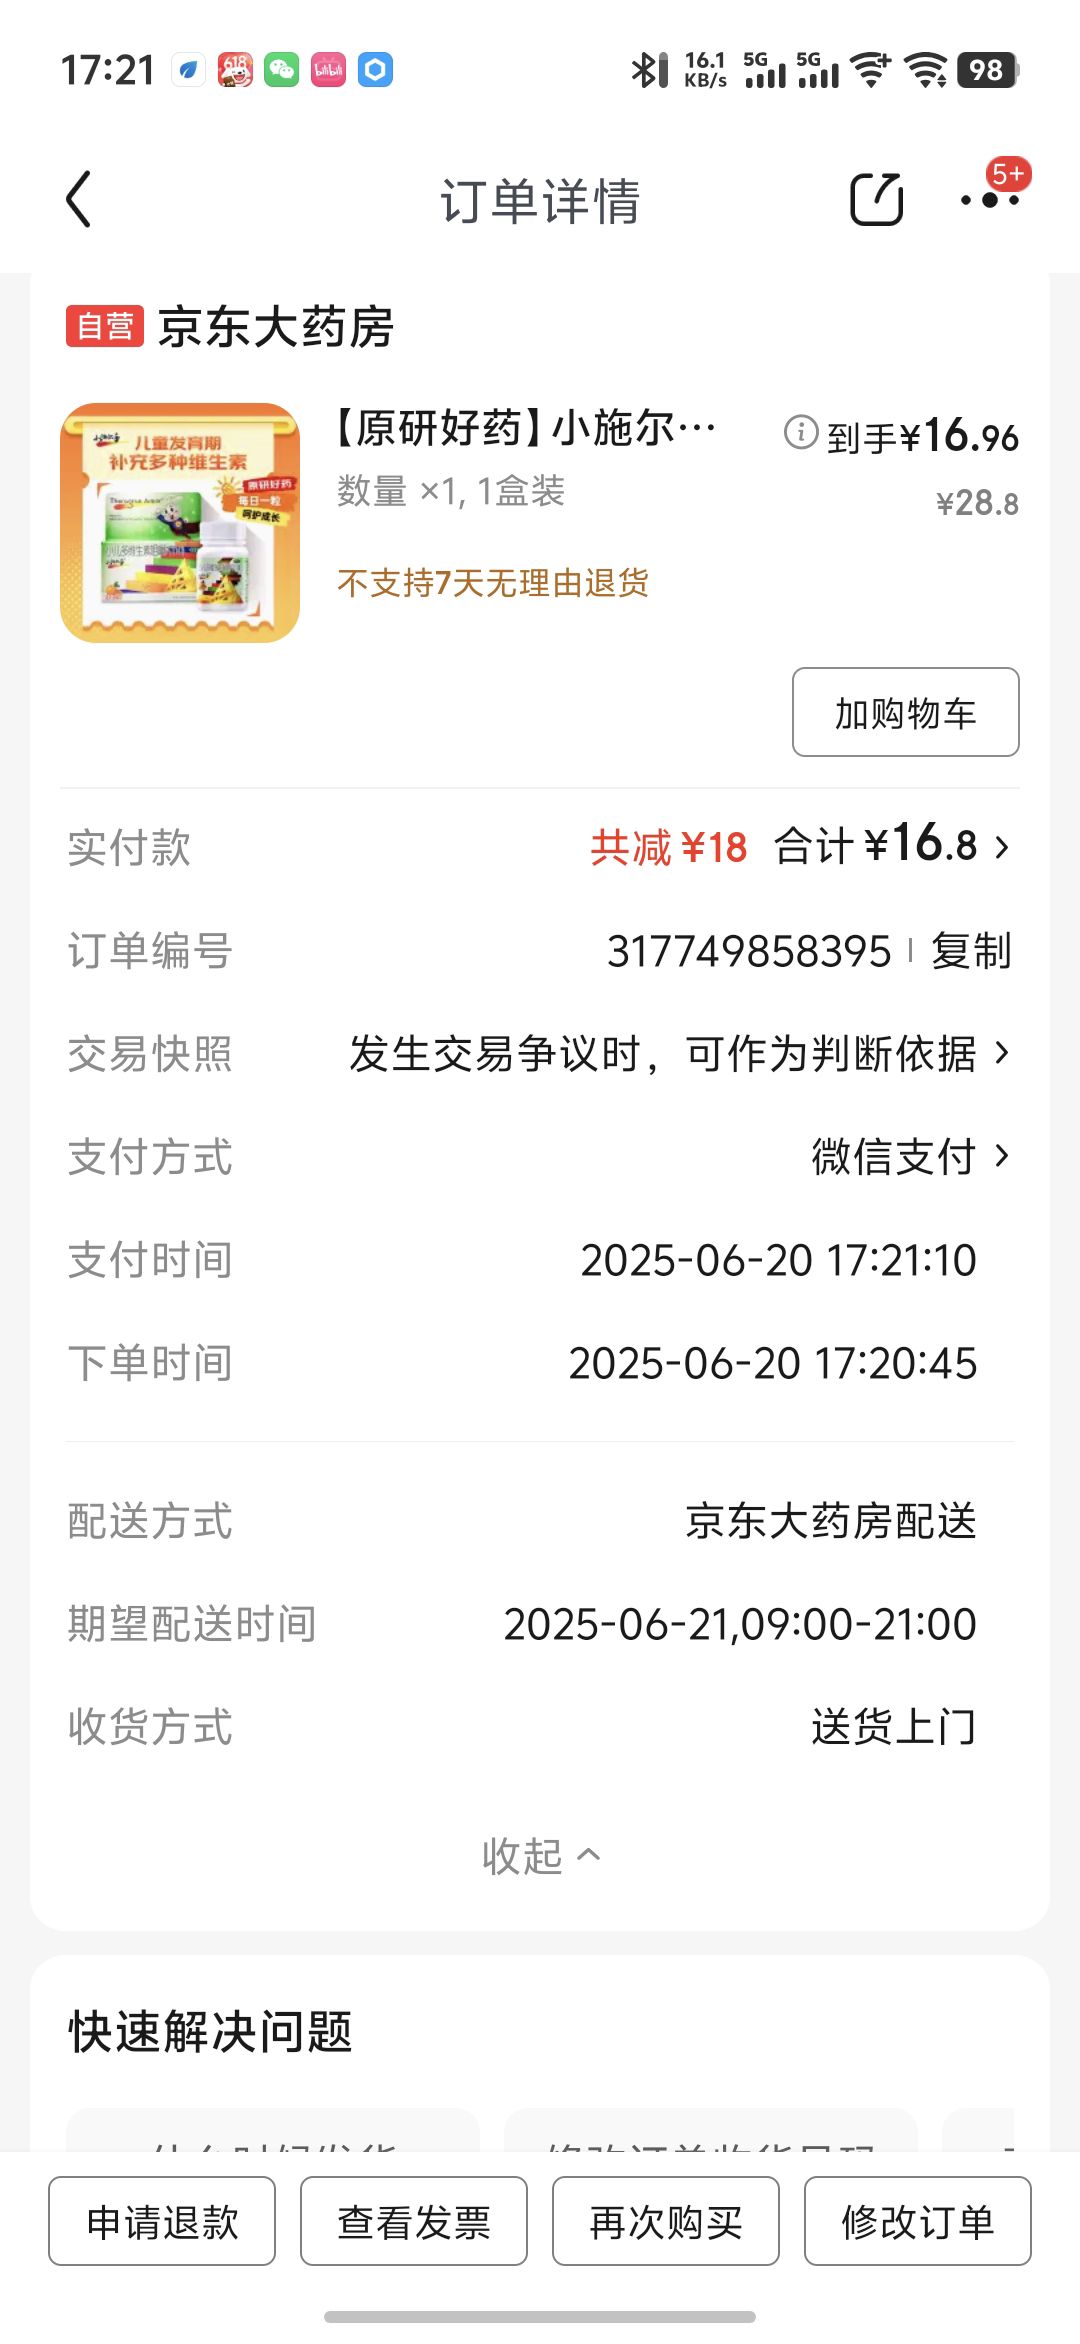 17:21
618
bilibili
16.1 KB/s
5G
5G
98
订单详情
5+
自营 京东大药房
儿童发育期
补充多种维生素
原研好药
每日一粒
呵护成长
【原研好药】小施尔… 到手¥16.96
数量 ×1, 1盒装 ¥28.8
不支持7天无理由退货
加购物车
实付款 共减 ¥18 合计 ¥16.8
订单编号 317749858395 复制
交易快照 发生交易争议时，可作为判断依据
支付方式 微信支付
支付时间 2025-06-20 17:21:10
下单时间 2025-06-20 17:20:45
配送方式 京东大药房配送
期望配送时间 2025-06-21,09:00-21:00
收货方式 送货上门
收起
快速解决问题
申请退款 查看发票 再次购买 修改订单